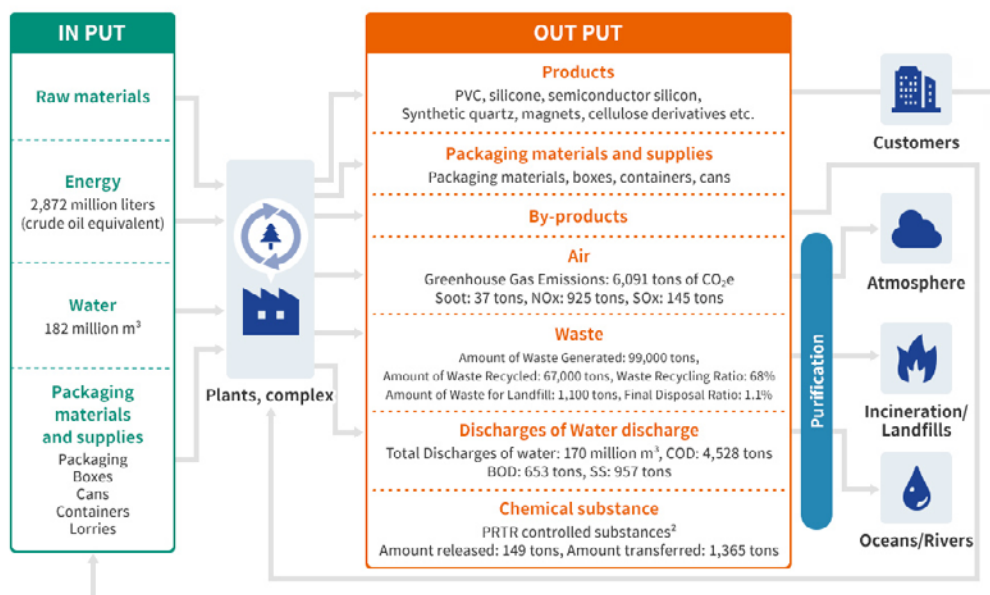 IN PUT
Raw materials
Energy
2,872 million liters
(crude oil equivalent)
Water
182 million m³
Packaging
materials
and supplies
Packaging
Boxes
Cans
Containers
Lorries
Plants, complex
OUT PUT
Products
PVC, silicone, semiconductor silicon,
Synthetic quartz, magnets, cellulose derivatives etc.
Packaging materials and supplies
Packaging materials, boxes, containers, cans
By-products
Air
Greenhouse Gas Emissions: 6,091 tons of CO₂e
Soot: 37 tons, NOx: 925 tons, SOx: 145 tons
Waste
Amount of Waste Generated: 99,000 tons,
Amount of Waste Recycled: 67,000 tons, Waste Recycling Ratio: 68%
Amount of Waste for Landfill: 1,100 tons, Final Disposal Ratio: 1.1%
Discharges of Water discharge
Total Discharges of water: 170 million m³, COD: 4,528 tons
BOD: 653 tons, SS: 957 tons
Chemical substance
PRTR controlled substances²
Amount released: 149 tons, Amount transferred: 1,365 tons
Purification
Customers
Atmosphere
Incineration/
Landfills
Oceans/Rivers